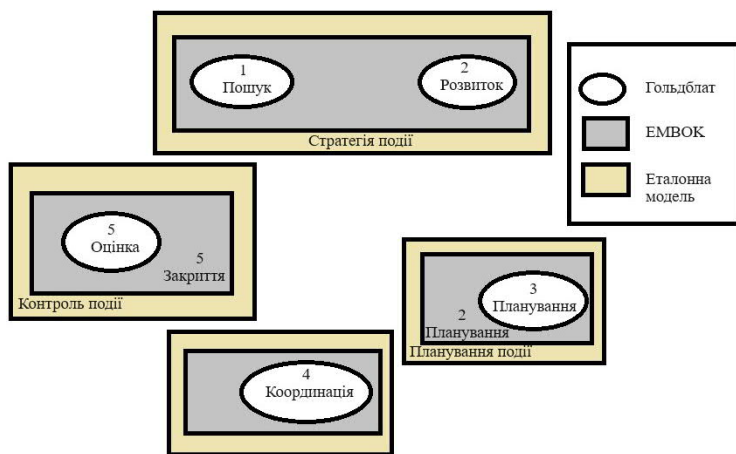 1
Пошук
2
Розвиток
Стратегія події
Гольдблат
EMBOK
Еталонна
модель
5
Оцінка
5
Закриття
Контроль події
3
Планування
2
Планування
Планування події
4
Координація